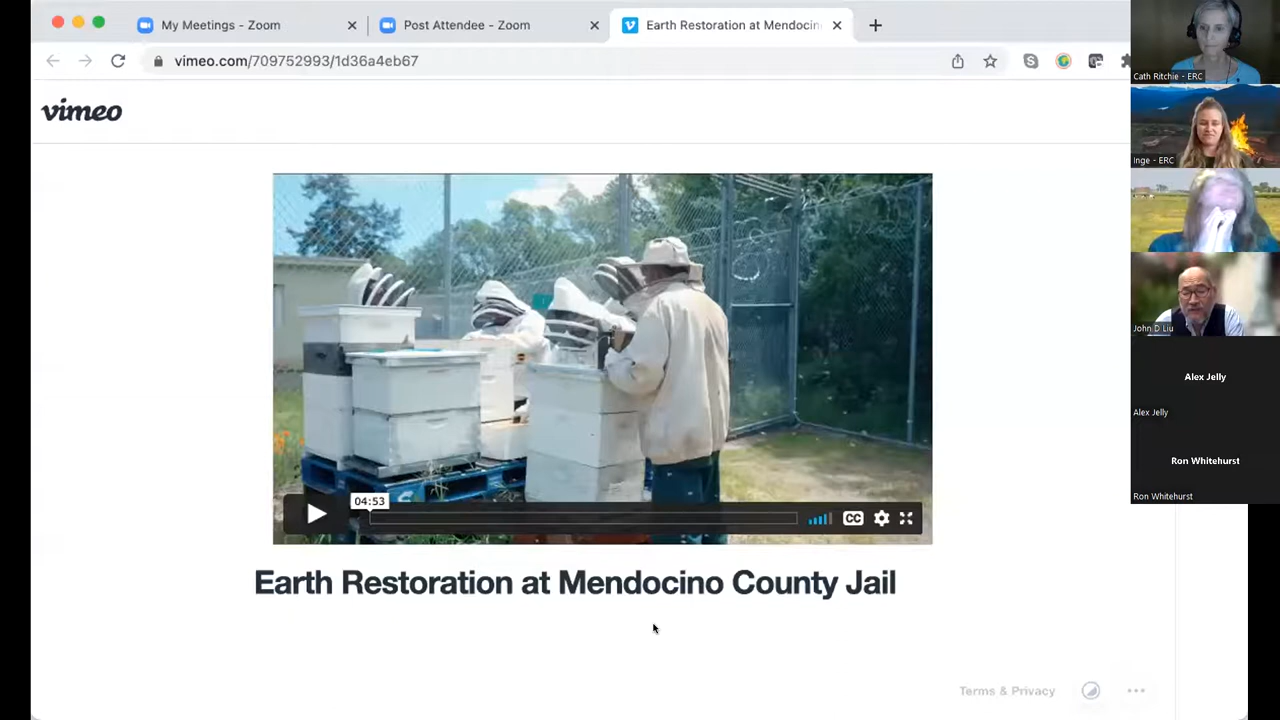 My Meetings - Zoom
Post Attendee - Zoom
Earth Restoration at Mendocin
vimeo.com/709752993/1d36a4eb67
vimeo
04:53
CC
Earth Restoration at Mendocino County Jail
Terms & Privacy
Cath Ritchie - ERC
Inge - ERC
John D Liu
Alex Jelly
Alex Jelly
Ron Whitehurst
Ron Whitehurst